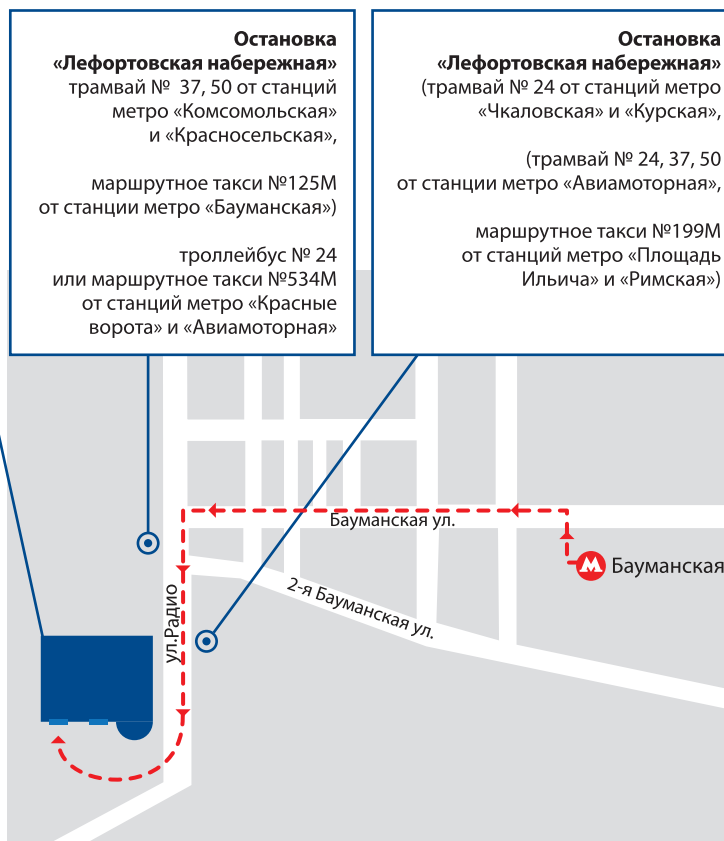 Остановка
«Лефортовская набережная»
трамвай № 37, 50 от станций
метро «Комсомольская»
и «Красносельская»,
маршрутное такси №125М
от станции метро «Бауманская»)
троллейбус № 24
или маршрутное такси №534М
от станций метро «Красные
ворота» и «Авиамоторная»
Остановка
«Лефортовская набережная»
(трамвай № 24 от станций метро
«Чкаловская» и «Курская»,
(трамвай № 24, 37, 50
от станции метро «Авиамоторная»,
маршрутное такси №199М
от станций метро «Площадь
Ильича» и «Римская»)
Бауманская ул.
М Бауманская
2-я Бауманская ул.
ул.Радио